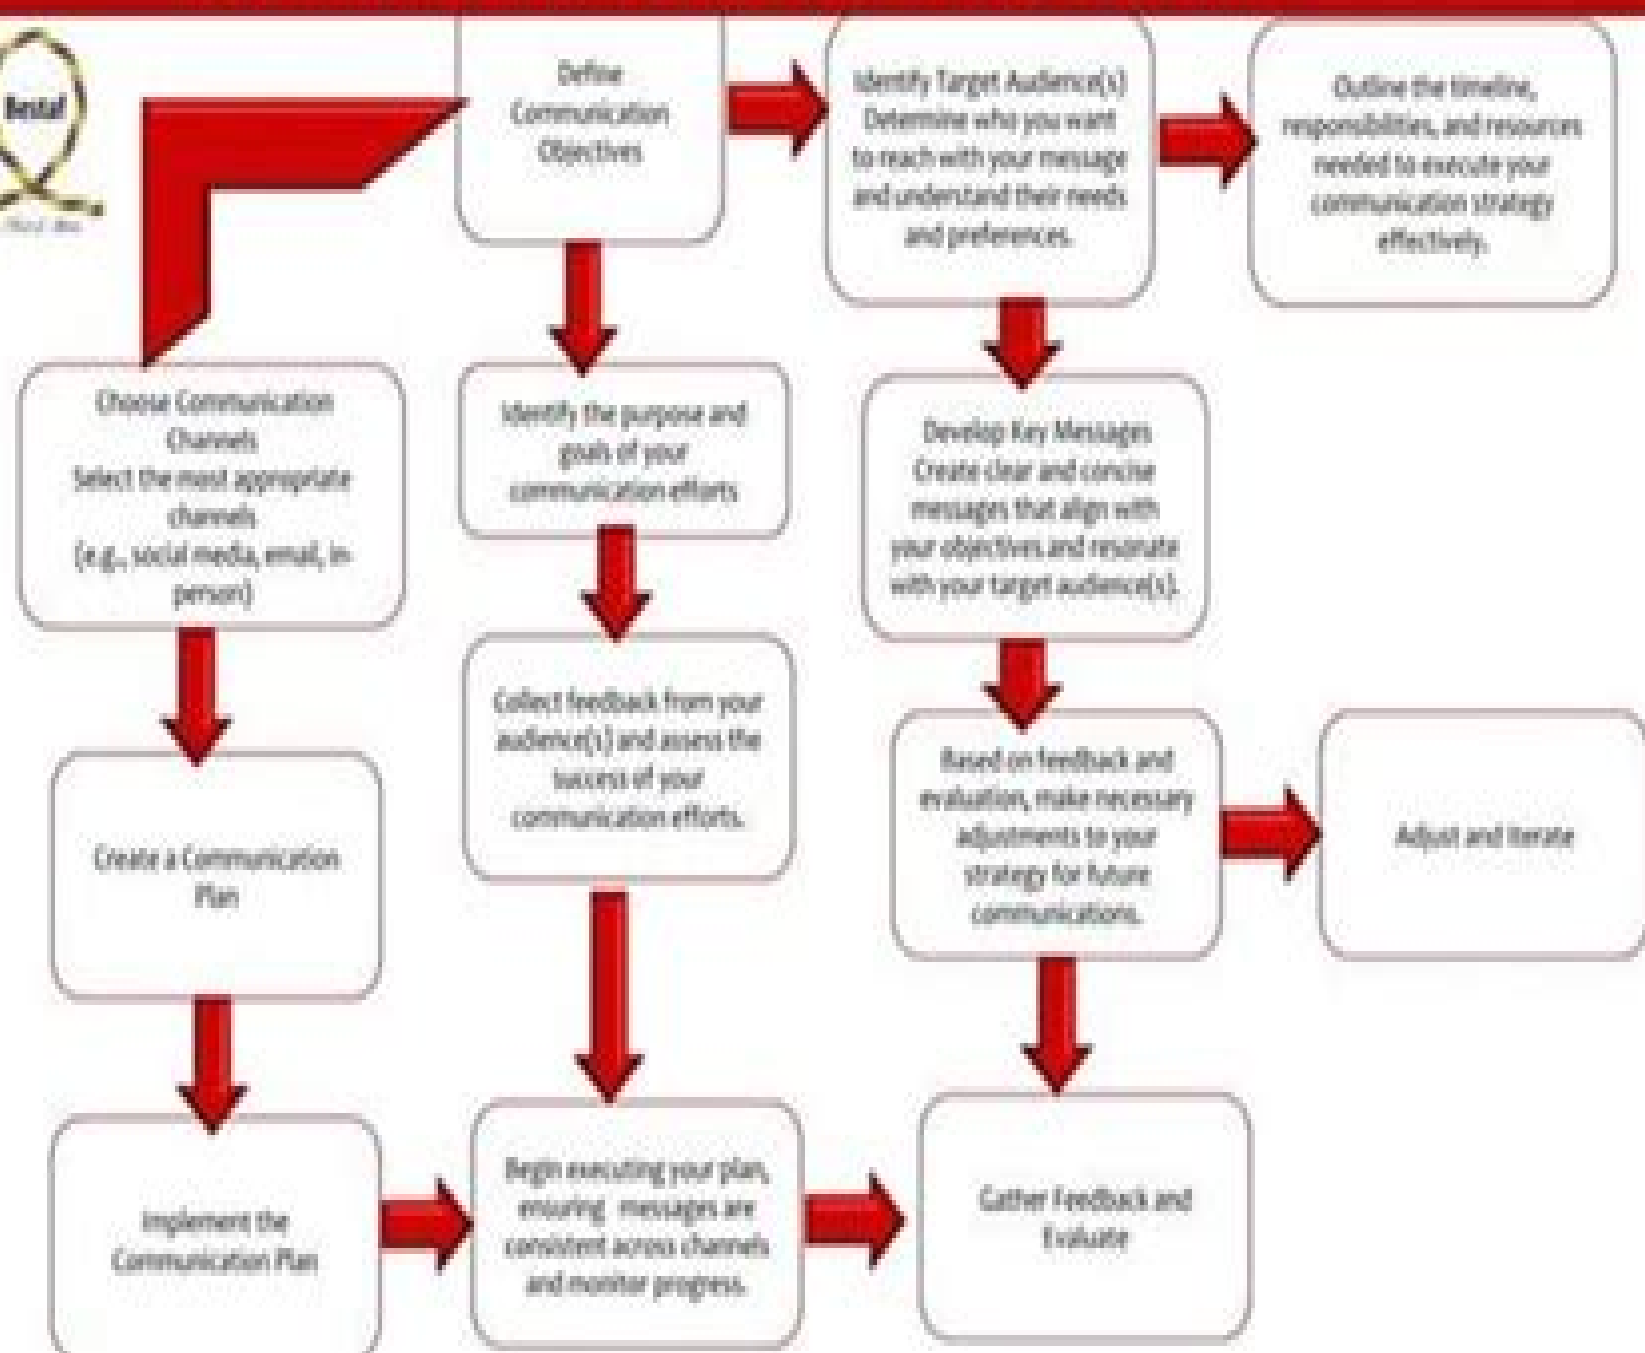 Bestaf
Define
Communication
Objectives
Identify Target Audience(s)
Determine who you want
to reach with your message
and understand their needs
and preferences.
Outline the timeline,
responsibilities, and resources
needed to execute your
communication strategy
effectively.
Choose Communication
Channels
Select the most appropriate
channels
(e.g., social media, email, in-
person)
Identify the purpose and
goals of your
communication efforts
Develop Key Messages
Create clear and concise
messages that align with
your objectives and resonate
with your target audience(s).
Collect feedback from your
audience(s) and assess the
success of your
communication efforts.
Based on feedback and
evaluation, make necessary
adjustments to your
strategy for future
communications.
Adjust and Iterate
Create a Communication
Plan
Implement the
Communication Plan
Begin executing your plan,
ensuring messages are
consistent across channels
and monitor progress.
Gather Feedback and
Evaluate